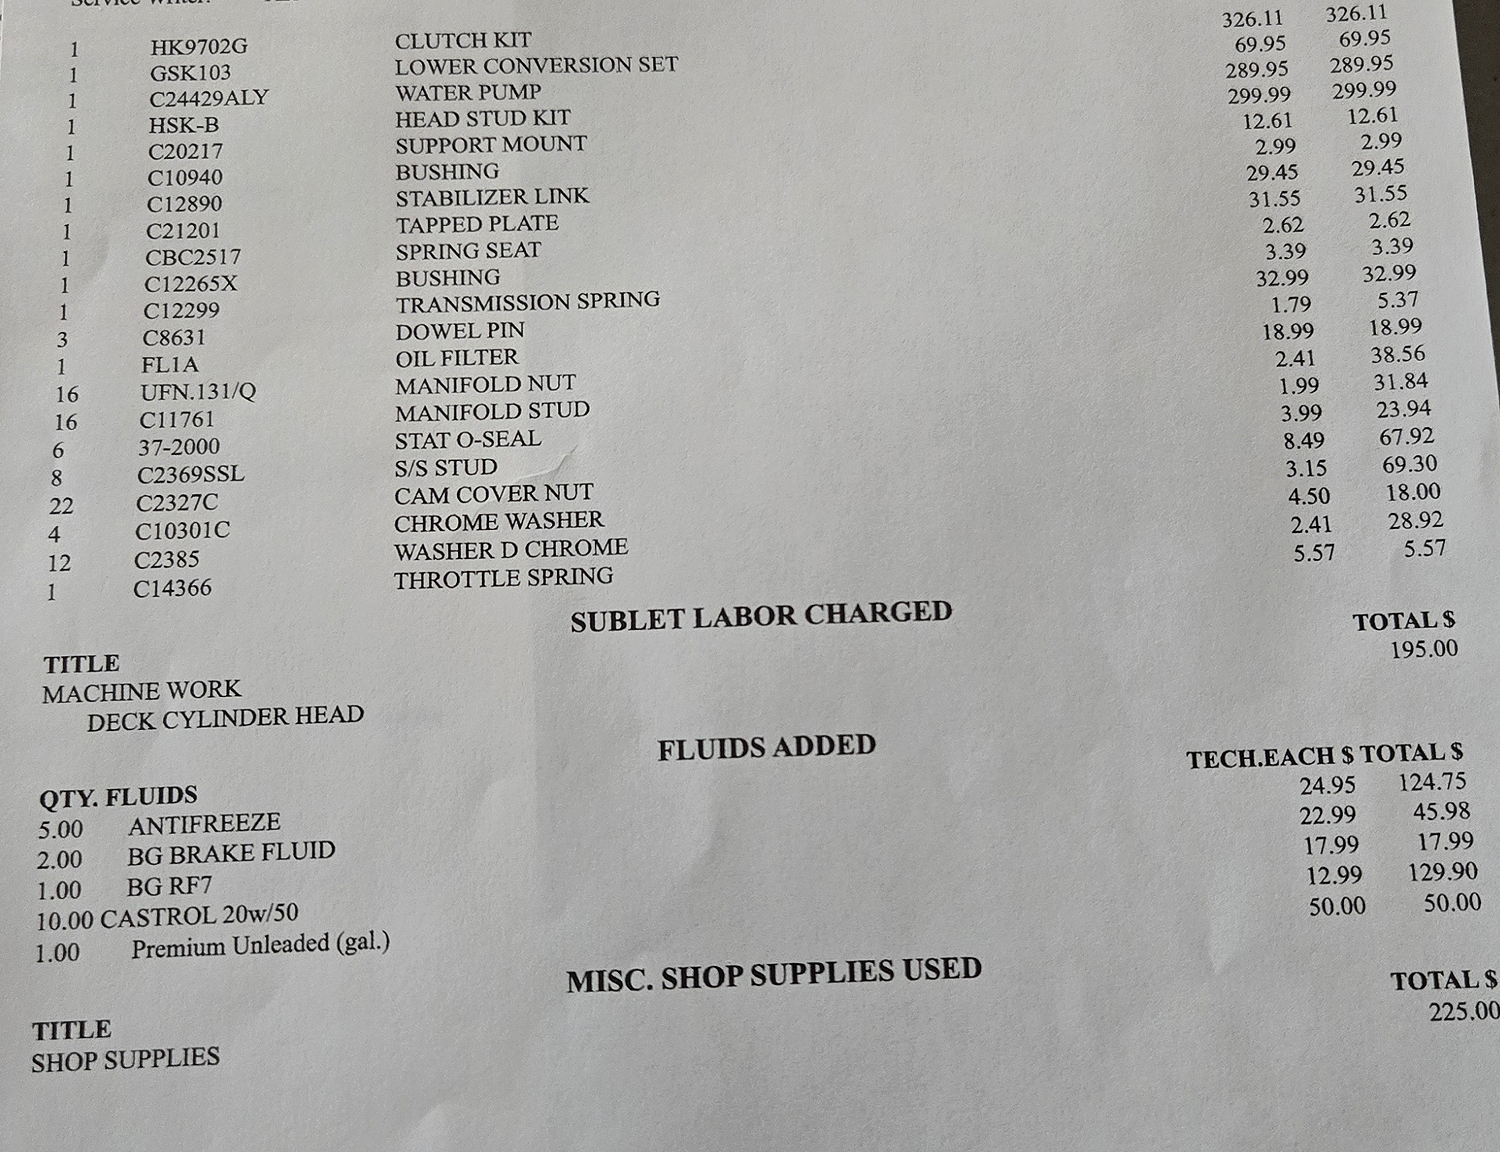 1 HK9702G CLUTCH KIT 326.11 326.11
1 GSK103 LOWER CONVERSION SET 69.95 69.95
1 C24429ALY WATER PUMP 289.95 289.95
1 HSK-B HEAD STUD KIT 299.99 299.99
1 C20217 SUPPORT MOUNT 12.61 12.61
1 C10940 BUSHING 2.99 2.99
1 C12890 STABILIZER LINK 29.45 29.45
1 C21201 TAPPED PLATE 31.55 31.55
1 CBC2517 SPRING SEAT 2.62 2.62
1 C12265X BUSHING 3.39 3.39
1 C12299 TRANSMISSION SPRING 32.99 32.99
3 C8631 DOWEL PIN 1.79 5.37
1 FL1A OIL FILTER 18.99 18.99
16 UFN.131/Q MANIFOLD NUT 2.41 38.56
16 C11761 MANIFOLD STUD 1.99 31.84
6 37-2000 STAT O-SEAL 3.99 23.94
8 C2369SSL S/S STUD 8.49 67.92
22 C2327C CAM COVER NUT 3.15 69.30
4 C10301C CHROME WASHER 4.50 18.00
12 C2385 WASHER D CHROME 2.41 28.92
1 C14366 THROTTLE SPRING 5.57 5.57
SUBLET LABOR CHARGED
TITLE TOTAL $
MACHINE WORK 195.00
DECK CYLINDER HEAD
FLUIDS ADDED
QTY. FLUIDS TECH.EACH $ TOTAL $
5.00 ANTIFREEZE 24.95 124.75
2.00 BG BRAKE FLUID 22.99 45.98
1.00 BG RF7 17.99 17.99
10.00 CASTROL 20w/50 12.99 129.90
1.00 Premium Unleaded (gal.) 50.00 50.00
MISC. SHOP SUPPLIES USED
TITLE TOTAL $
SHOP SUPPLIES 225.00